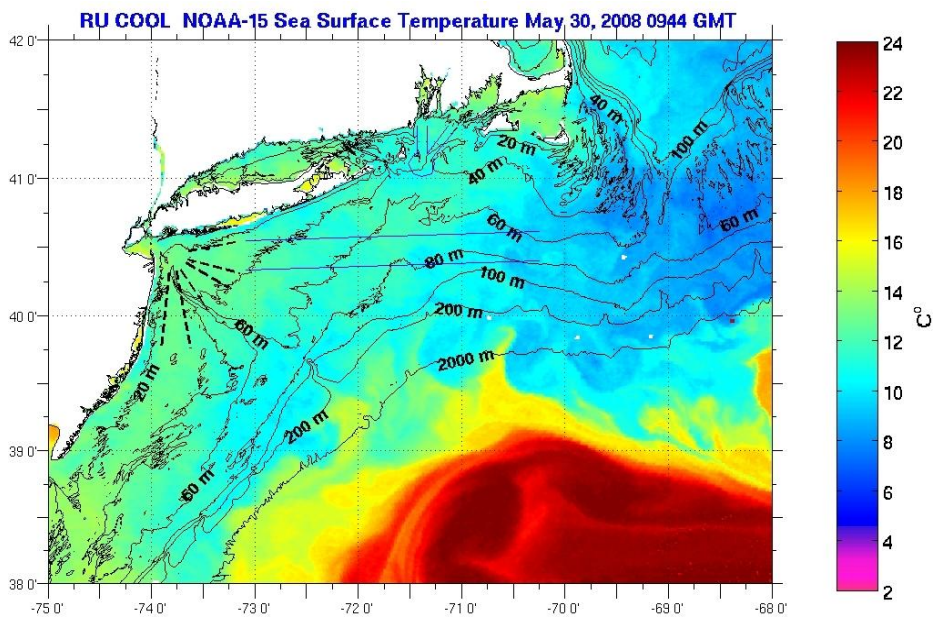 RU COOL NOAA-15 Sea Surface Temperature May 30, 2008 0944 GMT
42 0'
41 0'
40 0'
39 0'
38 0'
-75 0'
-74 0'
-73 0'
-72 0'
-71 0'
-70 0'
-69 0'
-68 0'
40 m
100 m
20 m
40 m
60 m
60 m
80 m
100 m
200 m
60 m
2000 m
20 m
200 m
60 m
24
22
20
18
16
14
12
10
8
6
4
2
C°